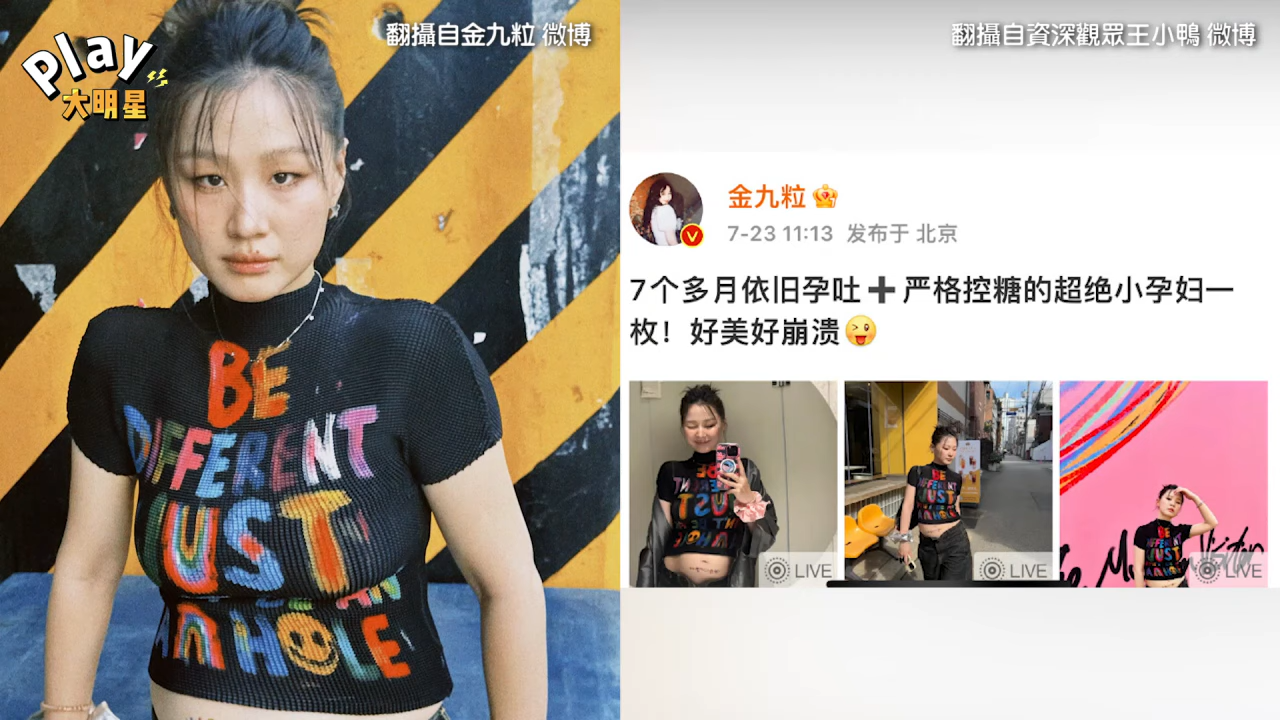 Play
大明星
翻攝自金九粒 微博
BE
DIFFERENT
JUST
HOLE
翻攝自資深觀眾王小鴨 微博
金九粒
7-23 11:13 发布于 北京
7个多月依旧孕吐➕严格控糖的超绝小孕妇一
枚！好美好崩溃😜
LIVE
LIVE
LIVE